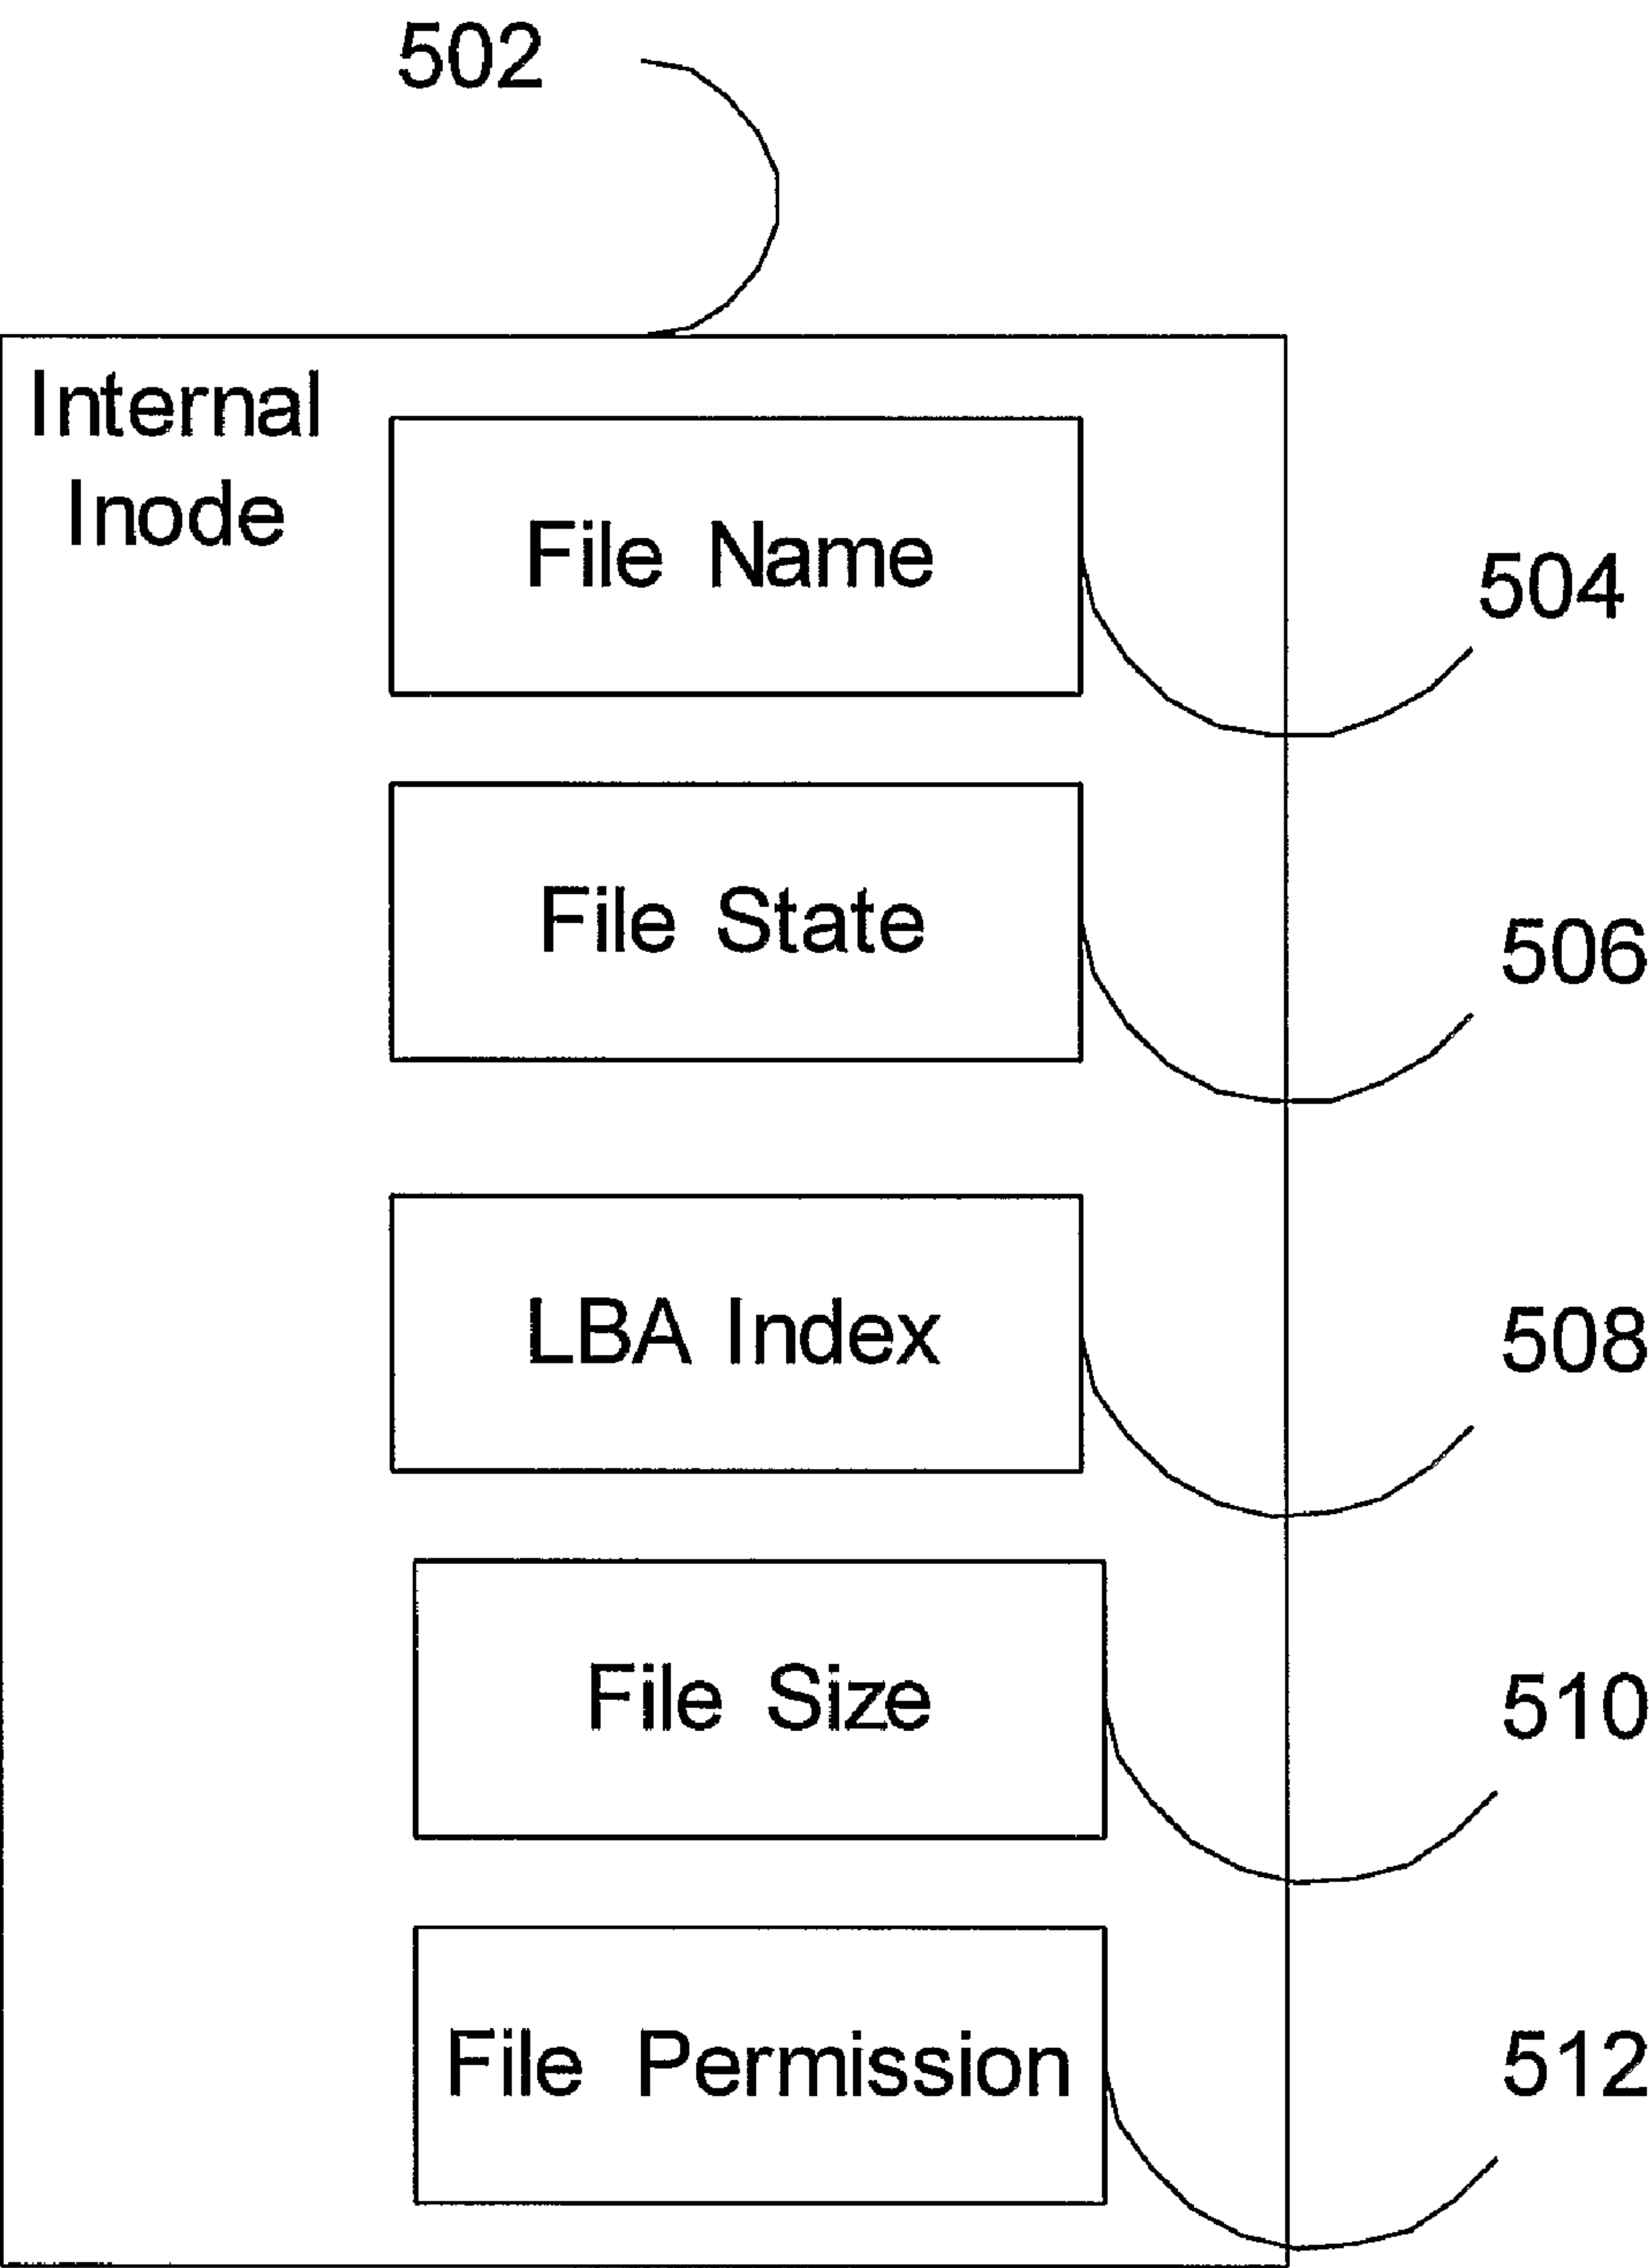 502
Internal
Inode
File Name
504
File State
506
LBA Index
508
File Size
510
File Permission
512